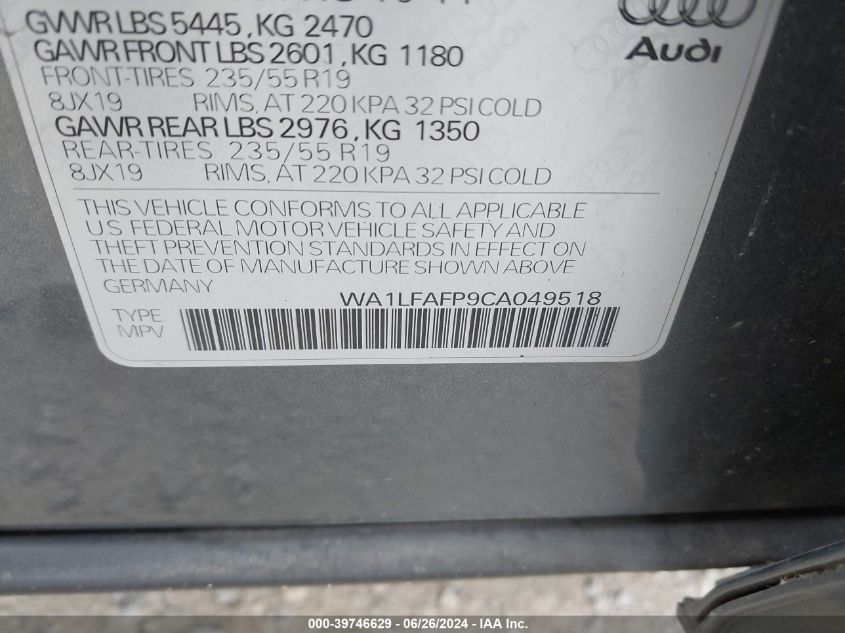 GVWR LBS 5445, KG 2470
GAWR FRONT LBS 2601, KG 1180
FRONT-TIRES 235/55 R19
8JX19 RIMS, AT 220 KPA 32 PSI COLD
GAWR REAR LBS 2976, KG 1350
REAR-TIRES 235/55 R19
8JX19 RIMS, AT 220 KPA 32 PSI COLD
Audi
THIS VEHICLE CONFORMS TO ALL APPLICABLE
U.S. FEDERAL MOTOR VEHICLE SAFETY AND
THEFT PREVENTION STANDARDS IN EFFECT ON
THE DATE OF MANUFACTURE SHOWN ABOVE
GERMANY WA1LFAFP9CA049518
TYPE
MPV
000-39746629 - 06/26/2024 - IAA Inc.